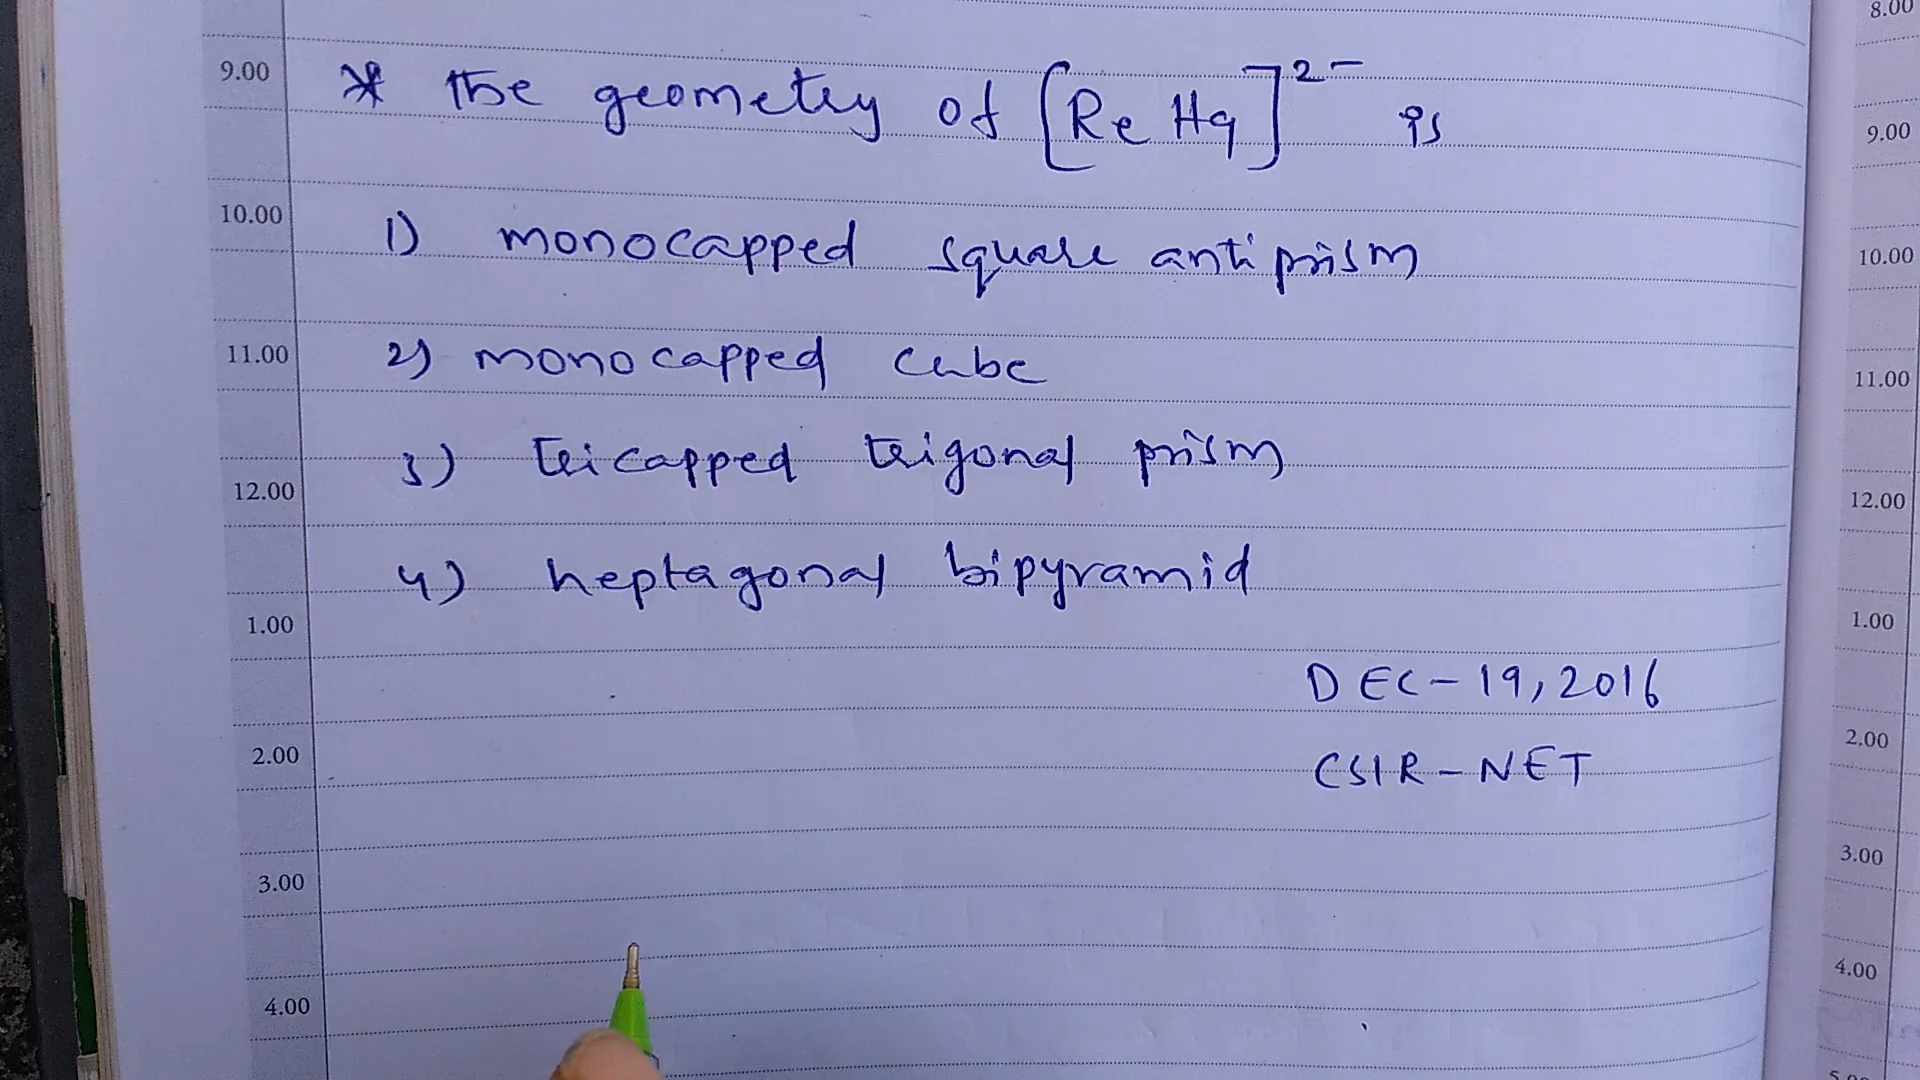 8.00
9.00 * The geometry of [ReH9]2- is
9.00
10.00 1) monocapped square antiprism
10.00
11.00 2) monocapped cube
11.00
3) tricapped trigonal prism
12.00
12.00
4) heptagonal bipyramid
1.00
1.00
DEC-19, 2016
2.00
2.00
CSIR-NET
3.00
3.00
4.00
4.00